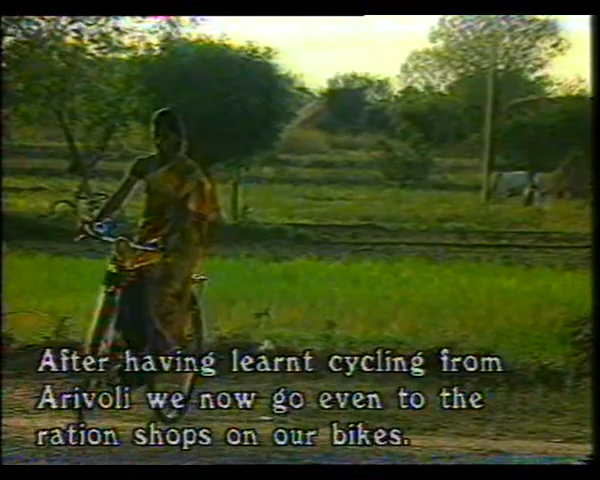 After having learnt cycling from
Arivoli we now go even to the
ration shops on our bikes.